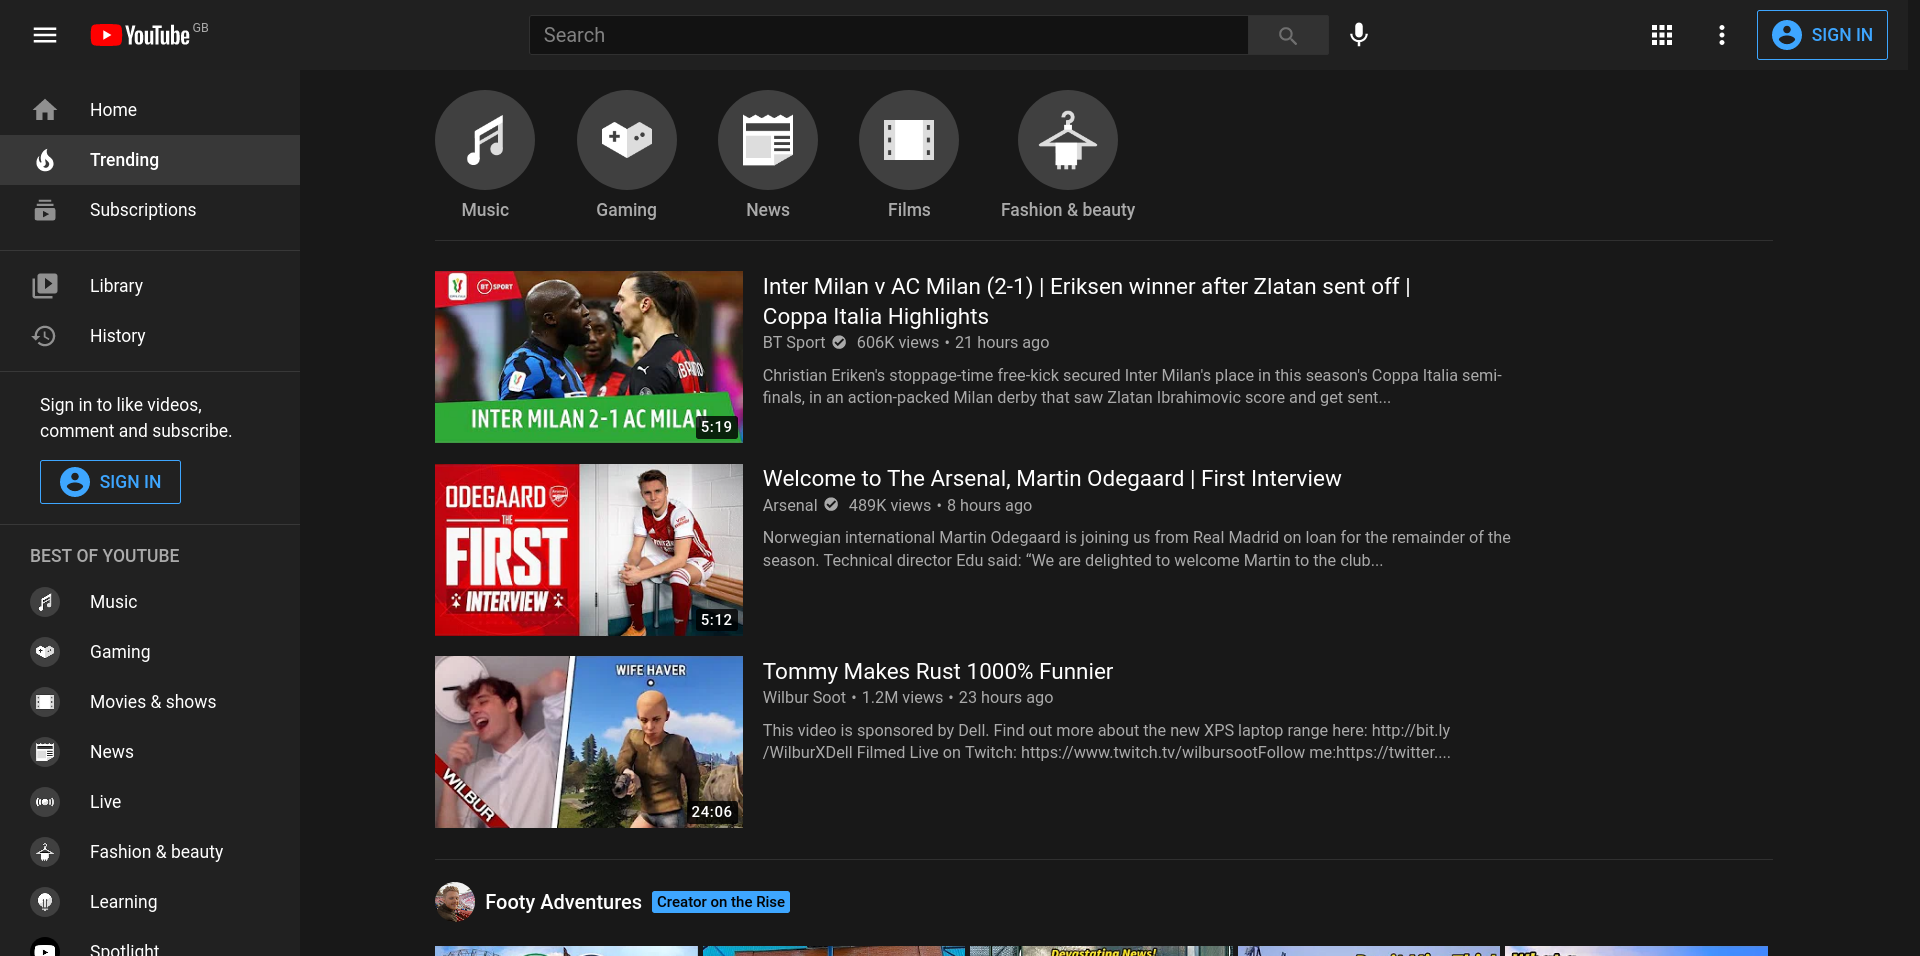 YouTube GB
Search
SIGN IN
Home
Trending
Subscriptions
Library
History
Sign in to like videos,
comment and subscribe.
SIGN IN
BEST OF YOUTUBE
Music
Gaming
Movies & shows
News
Live
Fashion & beauty
Learning
Spotlight
Music
Gaming
News
Films
Fashion & beauty
BT SPORT
INTER MILAN 2-1 AC MILAN
5:19
Inter Milan v AC Milan (2-1) | Eriksen winner after Zlatan sent off |
Coppa Italia Highlights
BT Sport 606K views • 21 hours ago
Christian Eriken's stoppage-time free-kick secured Inter Milan's place in this season's Coppa Italia semi-
finals, in an action-packed Milan derby that saw Zlatan Ibrahimovic score and get sent...
ODEGAARD
THE
FIRST
INTERVIEW
5:12
Welcome to The Arsenal, Martin Odegaard | First Interview
Arsenal 489K views • 8 hours ago
Norwegian international Martin Odegaard is joining us from Real Madrid on loan for the remainder of the
season. Technical director Edu said: “We are delighted to welcome Martin to the club...
WIFE HAVER
WILBUR
24:06
Tommy Makes Rust 1000% Funnier
Wilbur Soot • 1.2M views • 23 hours ago
This video is sponsored by Dell. Find out more about the new XPS laptop range here: http://bit.ly
/WilburXDell Filmed Live on Twitch: https://www.twitch.tv/wilbursootFollow me:https://twitter....
Footy Adventures Creator on the Rise
Devastating News!